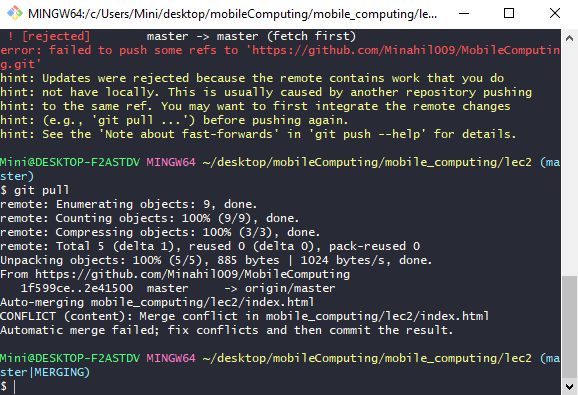 MINGW64:/c/Users/Mini/desktop/mobileComputing/mobile_computing/le...
! [rejected]        master -> master (fetch first)
error: failed to push some refs to 'https://github.com/Minahil009/MobileComputin
g.git'
hint: Updates were rejected because the remote contains work that you do
hint: not have locally. This is usually caused by another repository pushing
hint: to the same ref. You may want to first integrate the remote changes
hint: (e.g., 'git pull ...') before pushing again.
hint: See the 'Note about fast-forwards' in 'git push --help' for details.
Mini@DESKTOP-F2ASTDV MINGW64 ~/desktop/mobileComputing/mobile_computing/lec2 (ma
ster)
$ git pull
remote: Enumerating objects: 9, done.
remote: Counting objects: 100% (9/9), done.
remote: Compressing objects: 100% (3/3), done.
remote: Total 5 (delta 1), reused 0 (delta 0), pack-reused 0
Unpacking objects: 100% (5/5), 885 bytes | 1024 bytes/s, done.
From https://github.com/Minahil009/MobileComputing
   1f599ce..2e41500  master     -> origin/master
Auto-merging mobile_computing/lec2/index.html
CONFLICT (content): Merge conflict in mobile_computing/lec2/index.html
Automatic merge failed; fix conflicts and then commit the result.
Mini@DESKTOP-F2ASTDV MINGW64 ~/desktop/mobileComputing/mobile_computing/lec2 (ma
ster|MERGING)
$